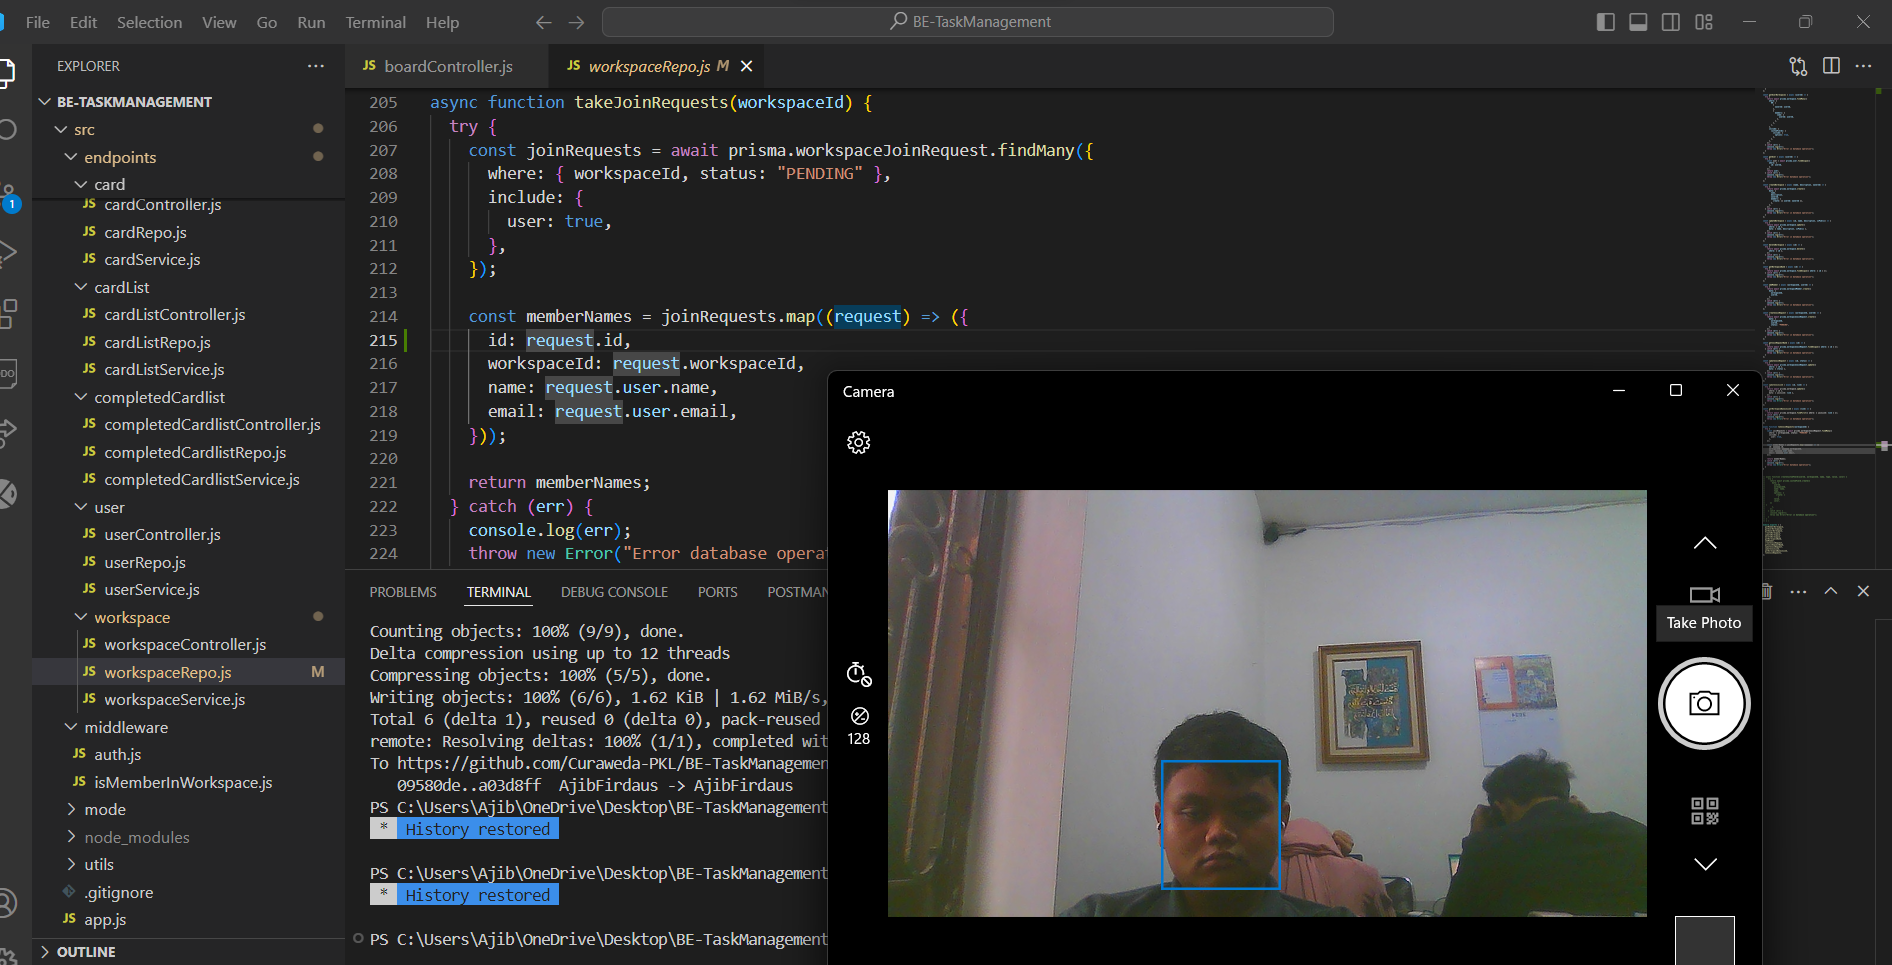 File Edit Selection View Go Run Terminal Help
BE-TaskManagement
EXPLORER
BE-TASKMANAGEMENT
src
endpoints
card
cardController.js
cardRepo.js
cardService.js
cardList
cardListController.js
cardListRepo.js
cardListService.js
completedCardlist
completedCardlistController.js
completedCardlistRepo.js
completedCardlistService.js
user
userController.js
userRepo.js
userService.js
workspace
workspaceController.js
JS workspaceRepo.js M
workspaceService.js
middleware
auth.js
isMemberInWorkspace.js
mode
node_modules
utils
.gitignore
app.js
OUTLINE
1
JS boardController.js
JS workspaceRepo.js M
205 async function takeJoinRequests(workspaceId) {
206 try {
207 const joinRequests = await prisma.workspaceJoinRequest.findMany({
208 where: { workspaceId, status: "PENDING" },
209 include: {
210 user: true,
211 },
212 });
213
214 const memberNames = joinRequests.map((request) => ({
215 id: request.id,
216 workspaceId: request.workspaceId,
217 name: request.user.name,
218 email: request.user.email,
219 }));
220
221 return memberNames;
222 } catch (err) {
223 console.log(err);
224 throw new Error("Error database operat
PROBLEMS TERMINAL DEBUG CONSOLE PORTS POSTMAN
Counting objects: 100% (9/9), done.
Delta compression using up to 12 threads
Compressing objects: 100% (5/5), done.
Writing objects: 100% (6/6), 1.62 KiB | 1.62 MiB/s,
Total 6 (delta 1), reused 0 (delta 0), pack-reused
remote: Resolving deltas: 100% (1/1), completed wit
To https://github.com/Curaweda-PKL/BE-TaskManagemen
09580de..a03d8ff AjibFirdaus -> AjibFirdaus
PS C:\Users\Ajib\OneDrive\Desktop\BE-TaskManagement
* History restored
PS C:\Users\Ajib\OneDrive\Desktop\BE-TaskManagement
* History restored
PS C:\Users\Ajib\OneDrive\Desktop\BE-TaskManagement
Camera
128
Take Photo